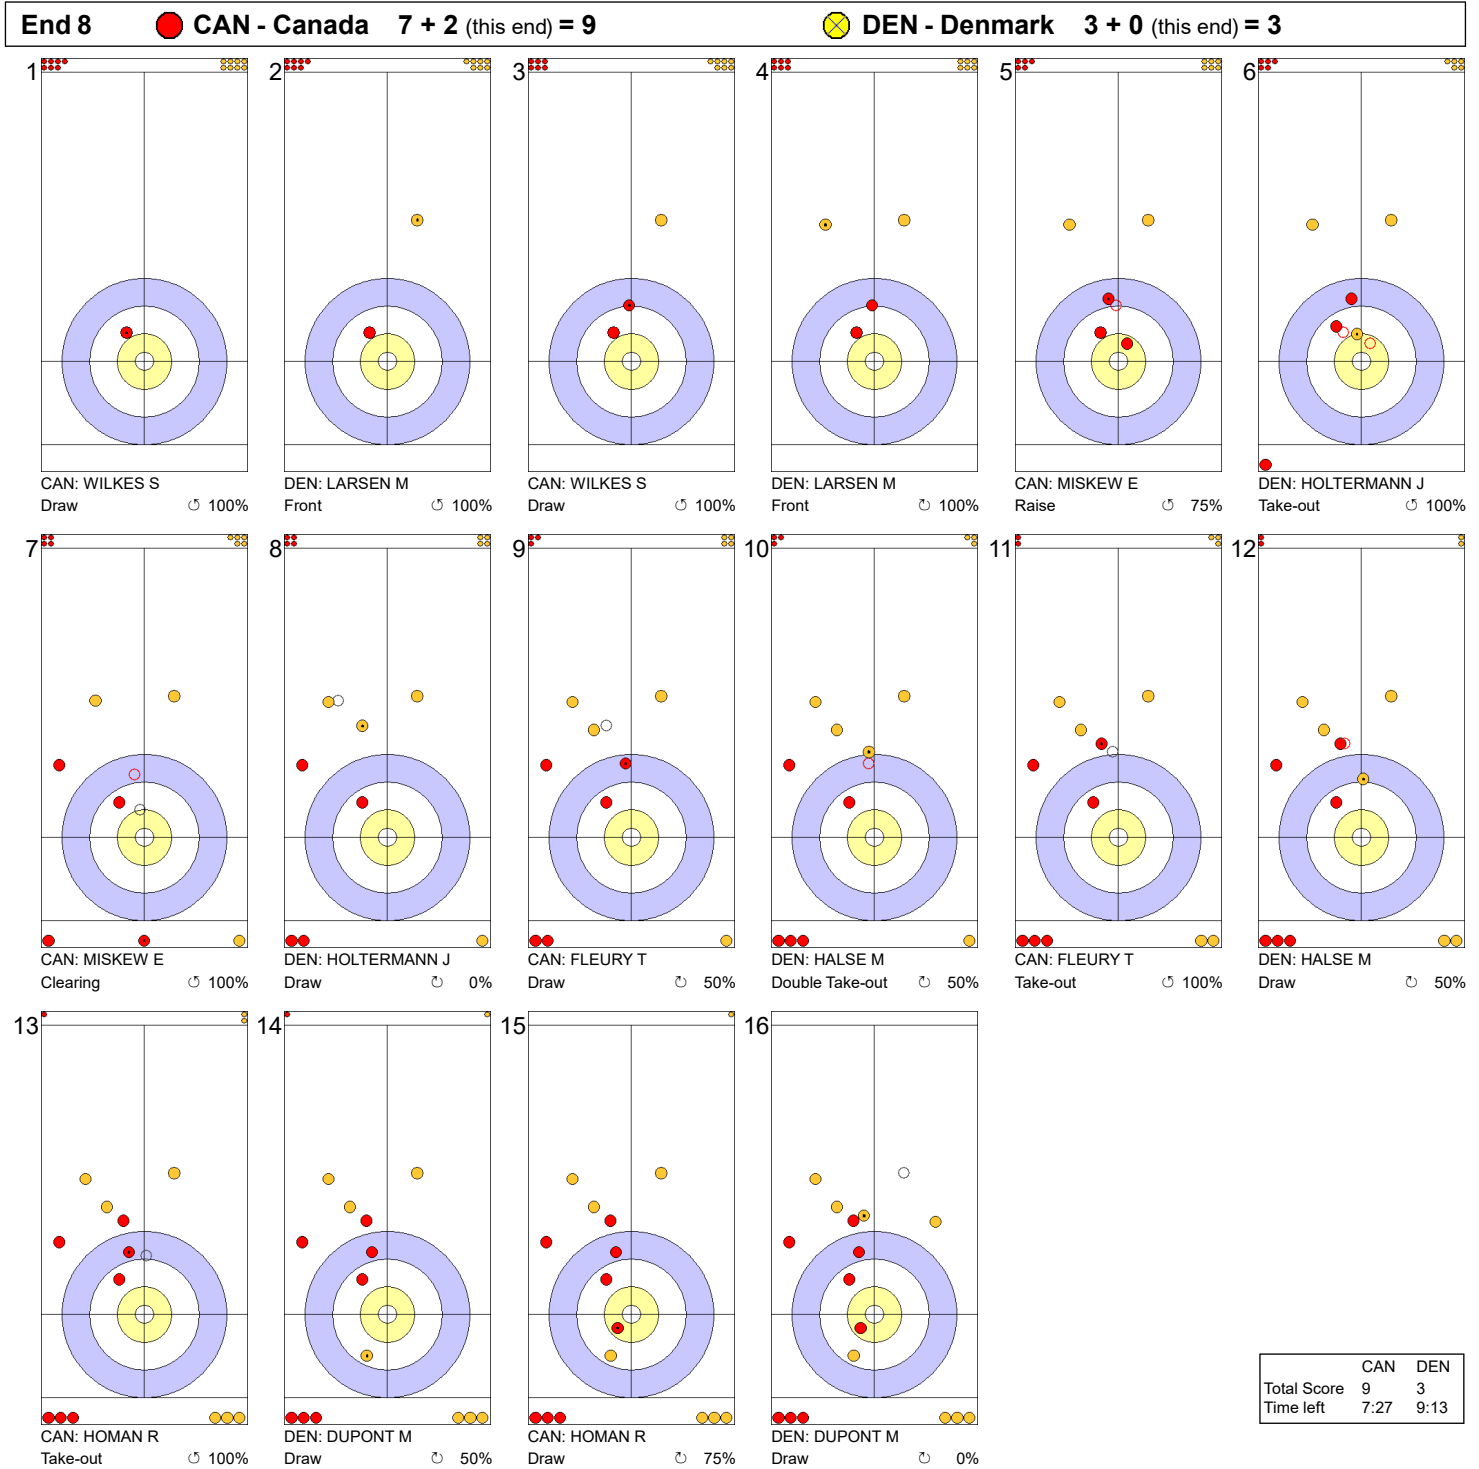 End 8 CAN - Canada 7 + 2 (this end) = 9 DEN - Denmark 3 + 0 (this end) = 3
1 2 3 4 5 6
CAN: WILKES S DEN: LARSEN M CAN: WILKES S DEN: LARSEN M CAN: MISKEW E DEN: HOLTERMANN J
Draw ↺ 100% Front ↺ 100% Draw ↺ 100% Front ↻ 100% Raise ↺ 75% Take-out ↺ 100%
7 8 9 10 11 12
CAN: MISKEW E DEN: HOLTERMANN J CAN: FLEURY T DEN: HALSE M CAN: FLEURY T DEN: HALSE M
Clearing ↺ 100% Draw ↻ 0% Draw ↻ 50% Double Take-out ↻ 50% Take-out ↺ 100% Draw ↺ 50%
13 14 15 16
CAN: HOMAN R DEN: DUPONT M CAN: HOMAN R DEN: DUPONT M
Take-out ↺ 100% Draw ↻ 50% Draw ↻ 75% Draw ↻ 0%
CAN DEN
Total Score 9 3
Time left 7:27 9:13